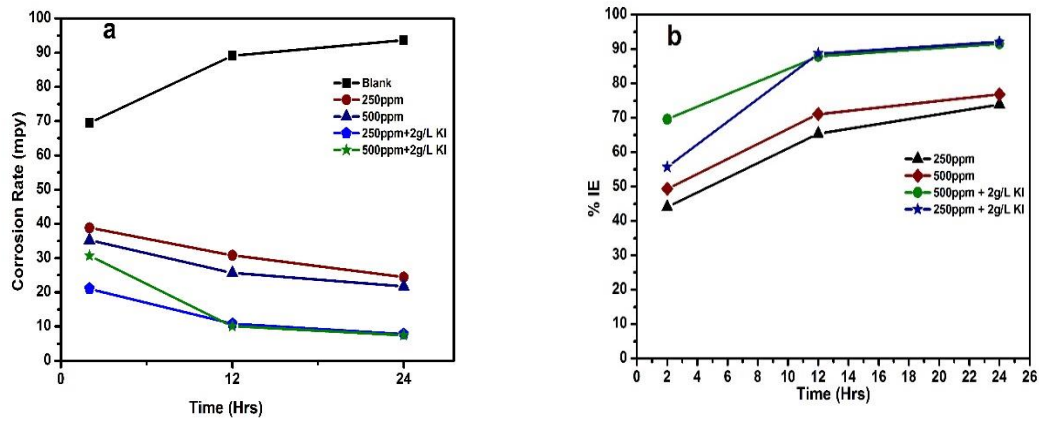 a
Corrosion Rate (mpy)
100
90
80
70
60
50
40
30
20
10
0
Blank
250ppm
500ppm
250ppm+2g/L KI
500ppm+2g/L KI
0 12 24
Time (Hrs)
b
% IE
100
90
80
70
60
50
40
30
20
10
0
250ppm
500ppm
500ppm + 2g/L KI
250ppm + 2g/L KI
0 2 4 6 8 10 12 14 16 18 20 22 24 26
Time (Hrs)